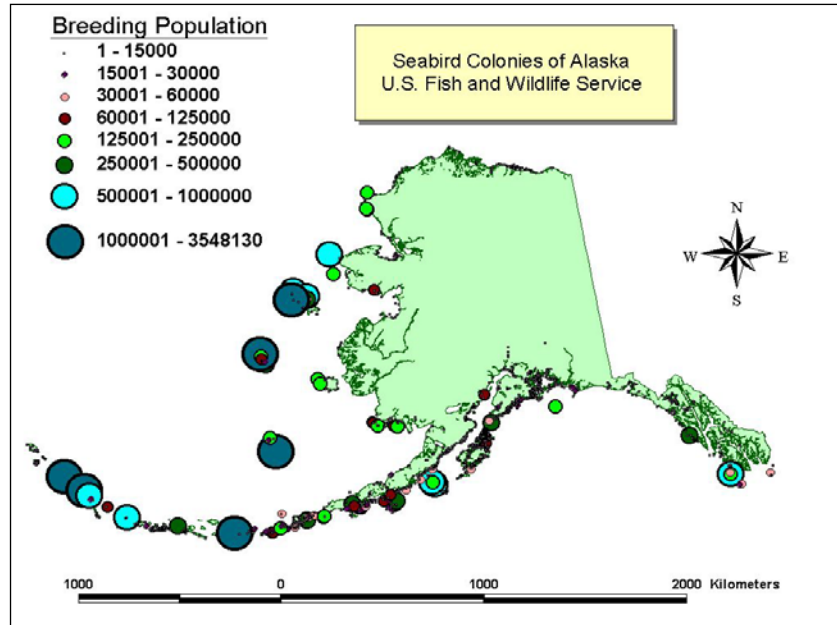 Breeding Population
1 - 15000
15001 - 30000
30001 - 60000
60001 - 125000
125001 - 250000
250001 - 500000
500001 - 1000000
1000001 - 3548130
Seabird Colonies of Alaska
U.S. Fish and Wildlife Service
N
W E
S
1000 0 1000 2000 Kilometers